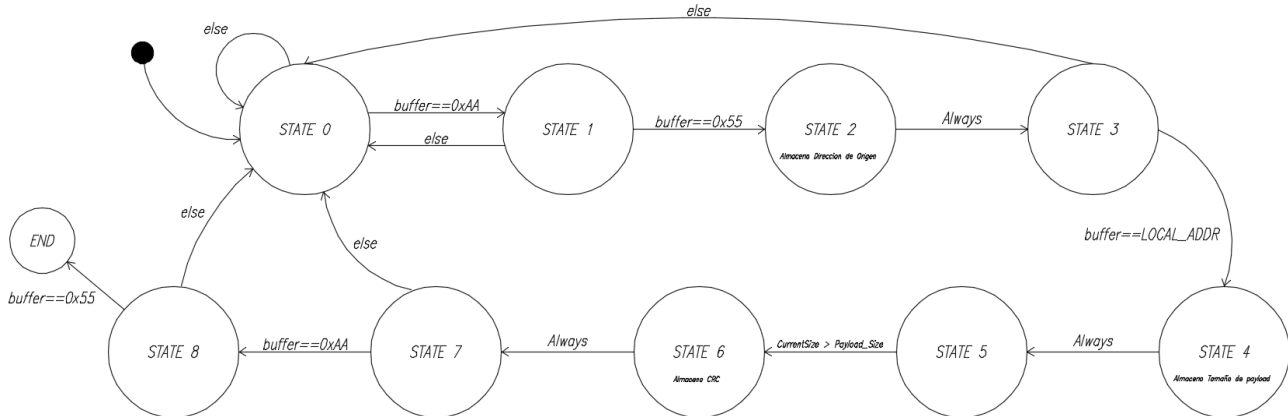 else
else
STATE 0
buffer==0xAA
else
STATE 1
buffer==0x55
STATE 2
Almaceno Direccion de Origen
Always
STATE 3
buffer==LOCAL_ADDR
else
else
END
buffer==0x55
STATE 8
buffer==0xAA
STATE 7
Always
STATE 6
Almaceno CRC
CurrentSize > Payload_Size
STATE 5
Always
STATE 4
Almaceno Tamaño de payload